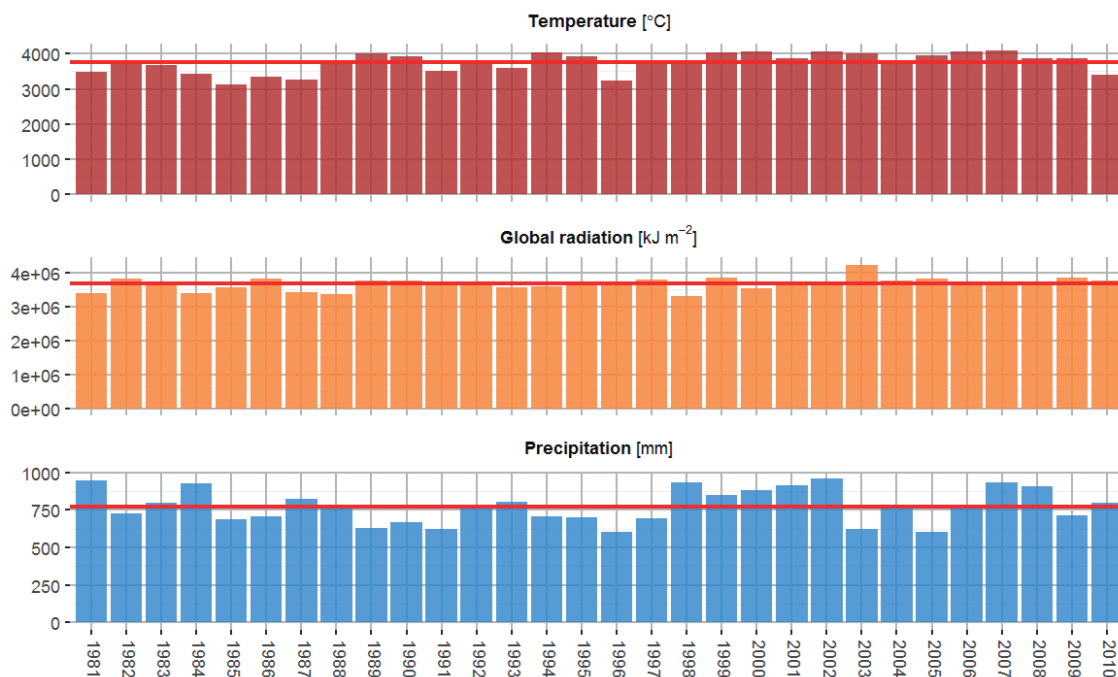 Temperature [°C]
4000
3000
2000
1000
0
Global radiation [kJ m⁻²]
4e+06
3e+06
2e+06
1e+06
0e+00
Precipitation [mm]
1000
750
500
250
0
1981 1982 1983 1984 1985 1986 1987 1988 1989 1990 1991 1992 1993 1994 1995 1996 1997 1998 1999 2000 2001 2002 2003 2004 2005 2006 2007 2008 2009 2010